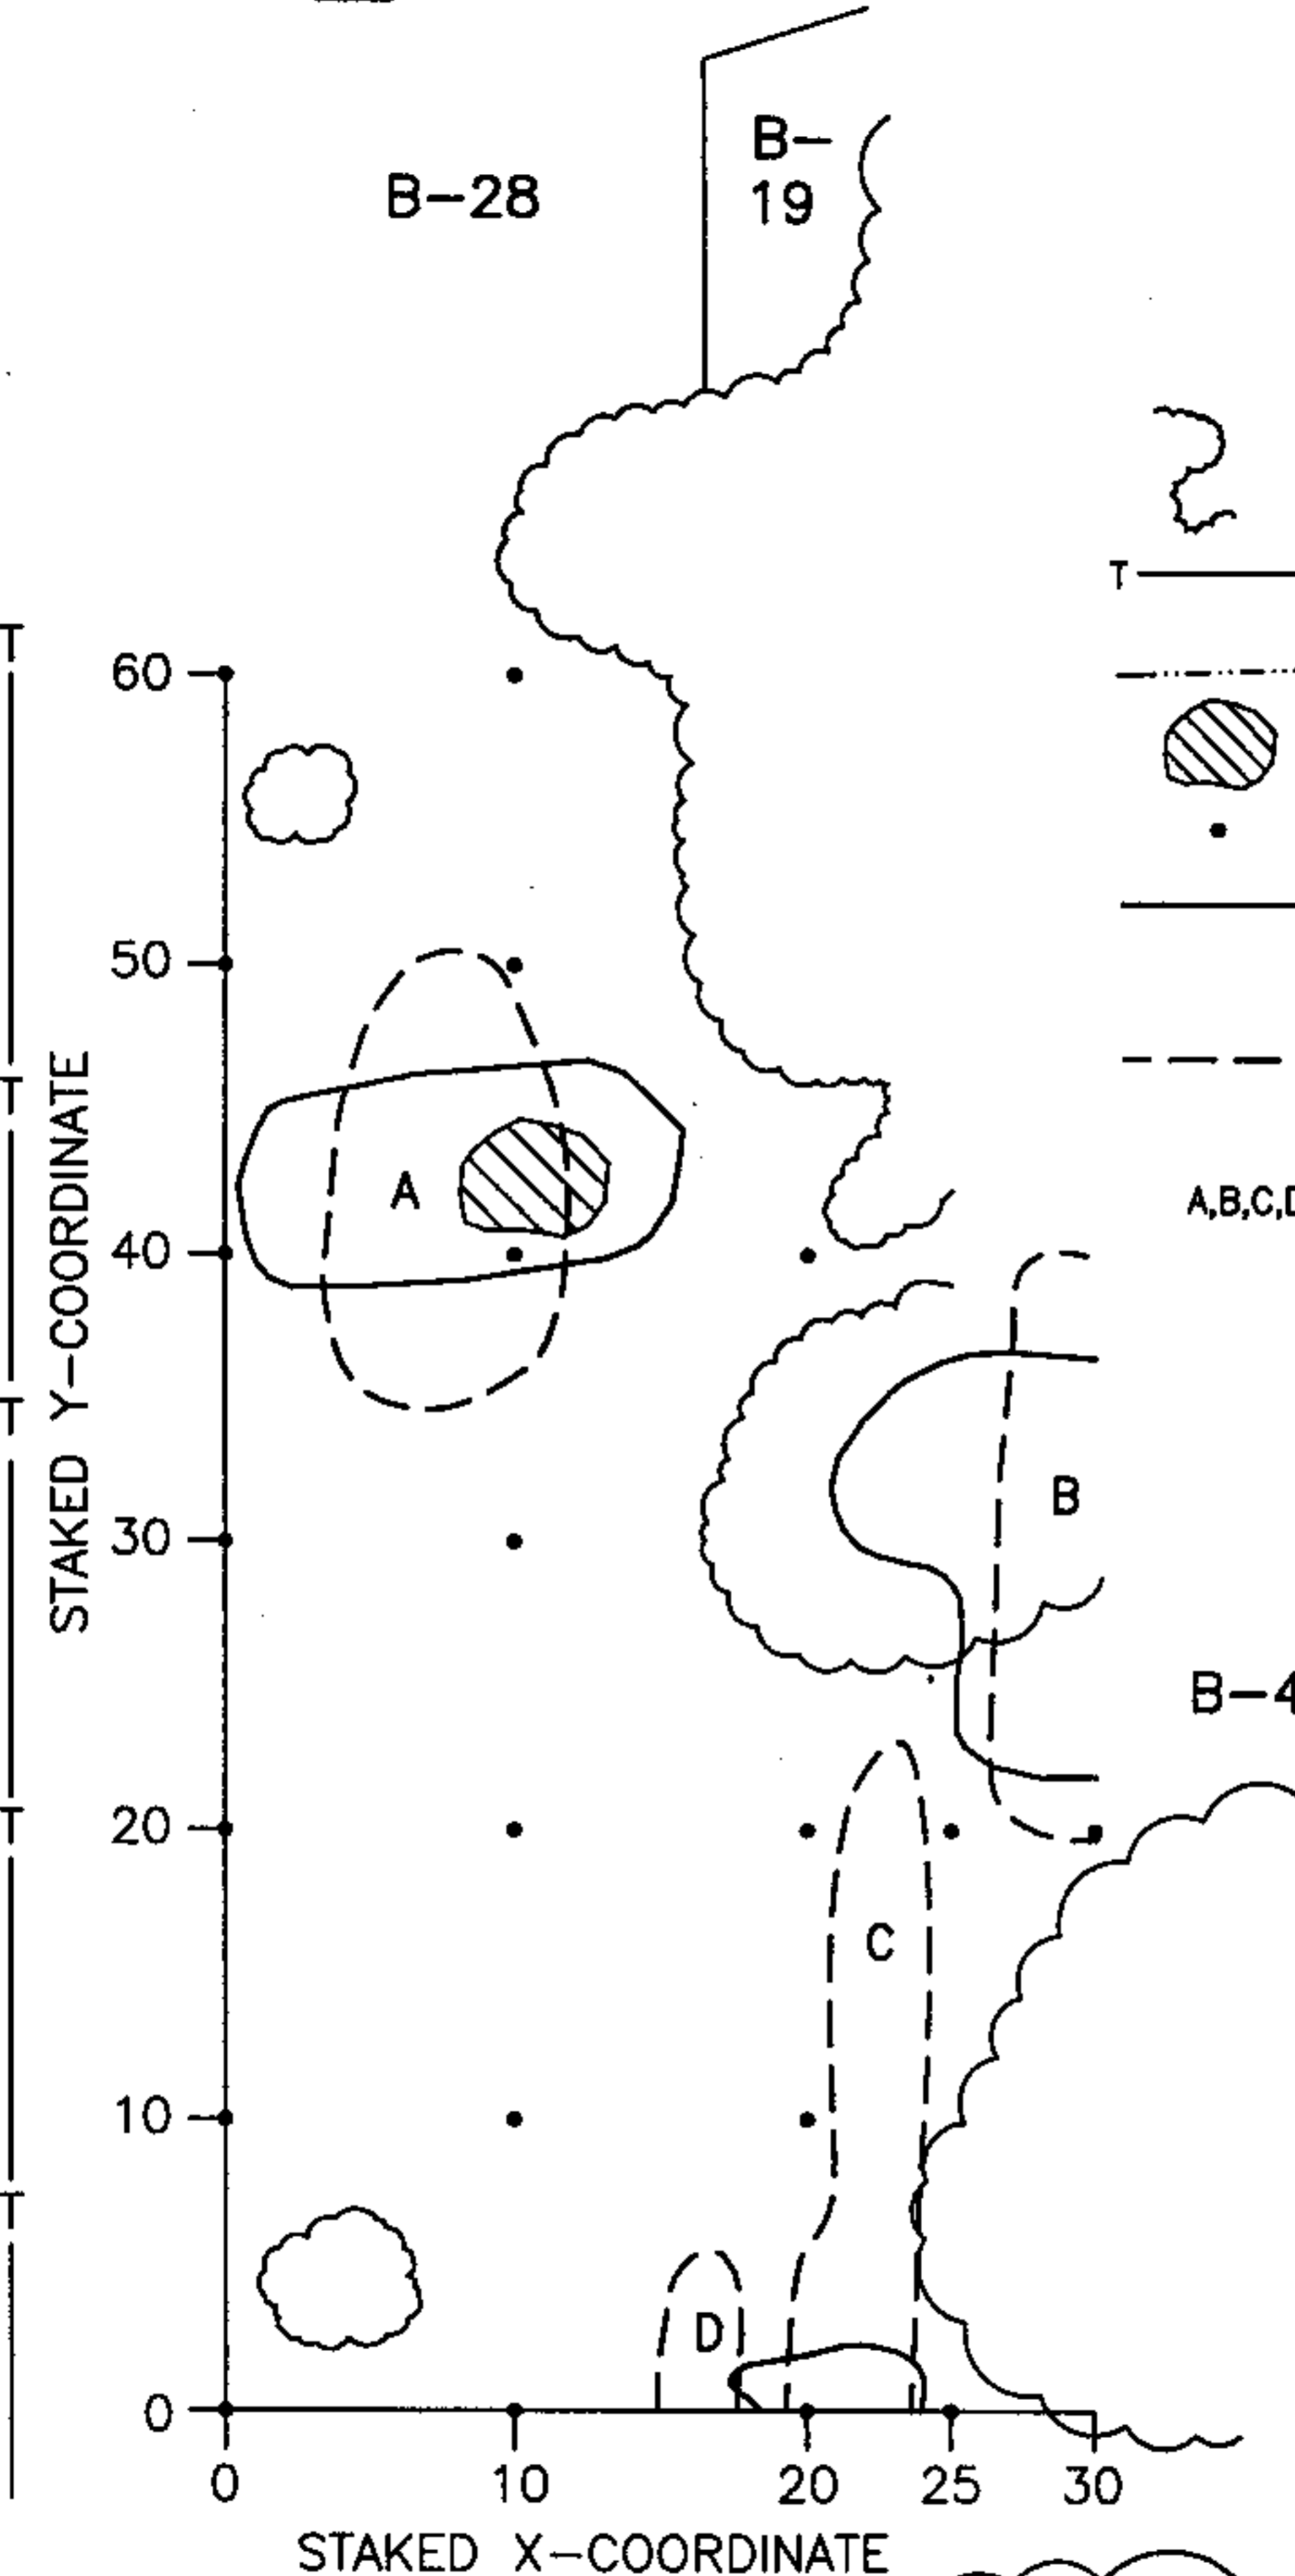 B-28
B-
19
T
T
60
50
T
STAKED Y-COORDINATE
A
A,B,C,D
40
T
B
30
B-4
T
20
C
10
T
D
0
0 10 20 25 30
STAKED X-COORDINATE